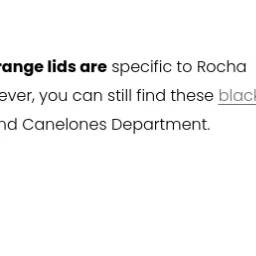 range lids are specific to Rocha
ever, you can still find these black
nd Canelones Department.